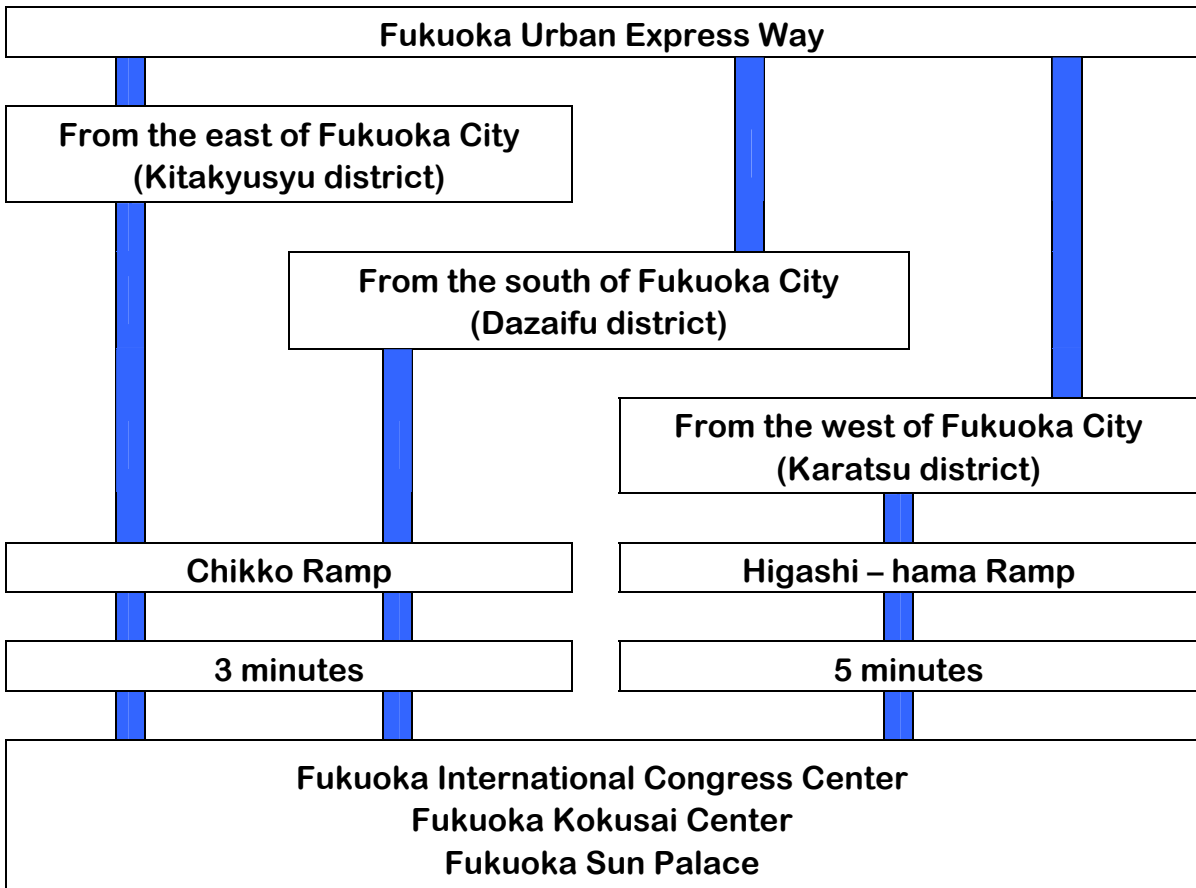 Fukuoka Urban Express Way
From the east of Fukuoka City
(Kitakyusyu district)
From the south of Fukuoka City
(Dazaifu district)
From the west of Fukuoka City
(Karatsu district)
Chikko Ramp
Higashi – hama Ramp
3 minutes
5 minutes
Fukuoka International Congress Center
Fukuoka Kokusai Center
Fukuoka Sun Palace